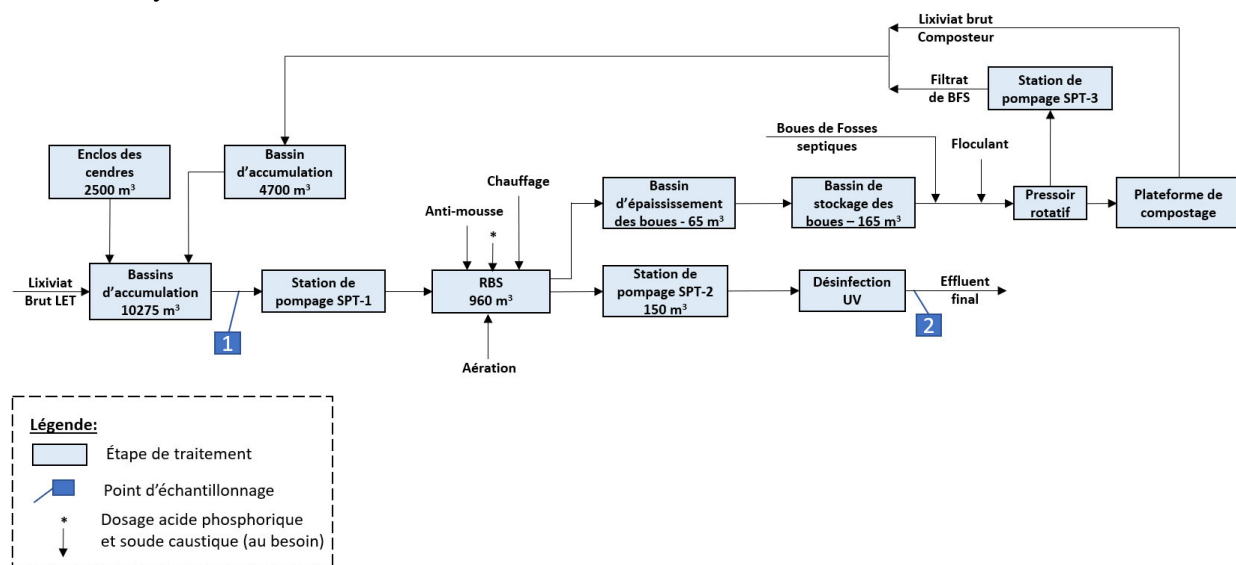 Lixiviat brut
Composteur
Filtrat
de BFS
Station de
pompage SPT-3
Boues de Fosses
septiques
Floculant
Enclos des
cendres
2500 m³
Bassin
d'accumulation
4700 m³
Chauffage
Anti-mousse
*
Bassin
d'épaississement
des boues - 65 m³
Bassin de
stockage des
boues – 165 m³
Pressoir
rotatif
Plateforme de
compostage
Lixiviat
Brut LET
Bassins
d'accumulation
10275 m³
Station de
pompage SPT-1
RBS
960 m³
Station de
pompage SPT-2
150 m³
Désinfection
UV
Effluent
final
1
2
Aération
Légende:
Étape de traitement
Point d'échantillonnage
* Dosage acide phosphorique
et soude caustique (au besoin)